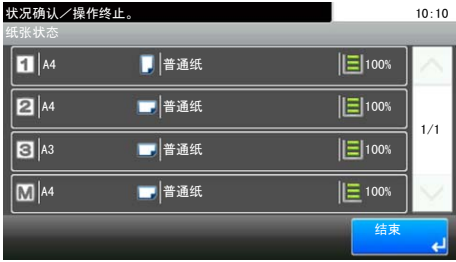 状况确认／操作终止。 10:10
纸张状态
1 A4 普通纸 100%
2 A4 普通纸 100%
3 A3 普通纸 100%
M A4 普通纸 100%
1/1
结束